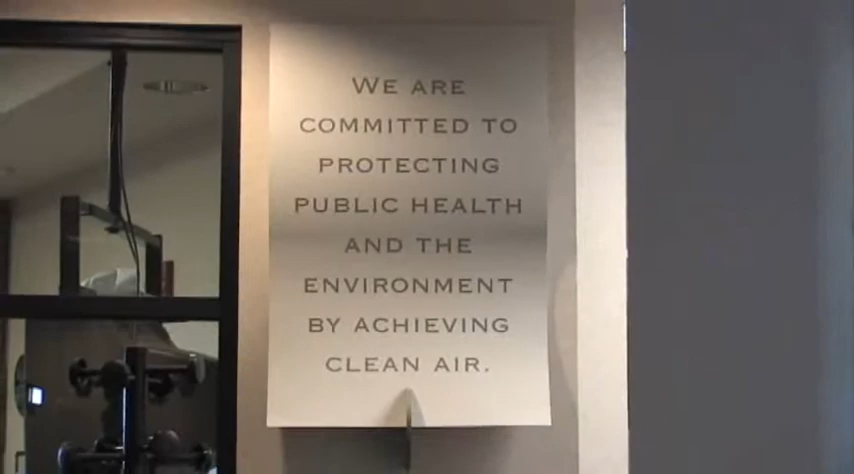 WE ARE
COMMITTED TO
PROTECTING
PUBLIC HEALTH
AND THE
ENVIRONMENT
BY ACHIEVING
CLEAN AIR.